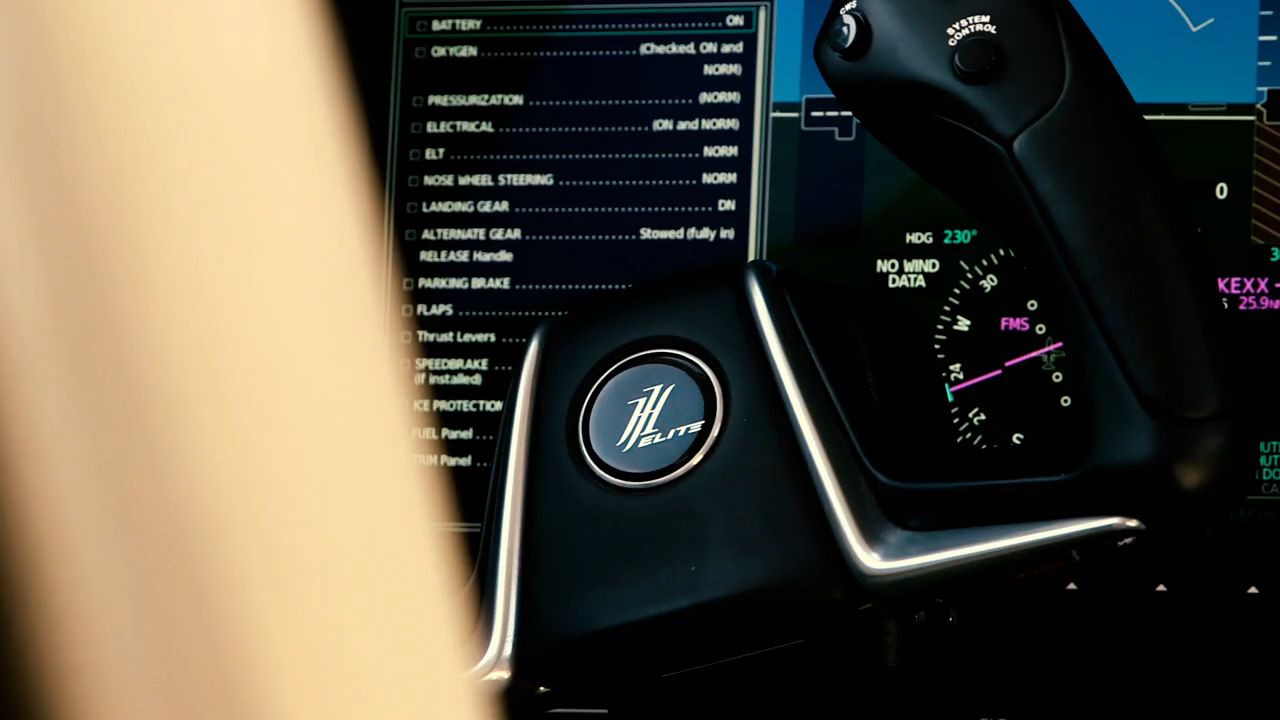 BATTERY ON
OXYGEN (Checked, ON and
NORM)
PRESSURIZATION (NORM)
ELECTRICAL (ON and NORM)
ELT NORM
NOSE WHEEL STEERING NORM
LANDING GEAR DN
ALTERNATE GEAR Stowed (fully in)
RELEASE Handle
PARKING BRAKE
FLAPS
Thrust Levers
SPEEDBRAKE
(If installed)
ICE PROTECTION
FUEL Panel
TRIM Panel
ELITE
CWS
SYSTEM
CONTROL
0
HDG 230°
NO WIND
DATA
30
W
FMS
24
21
KEXX -
25.9